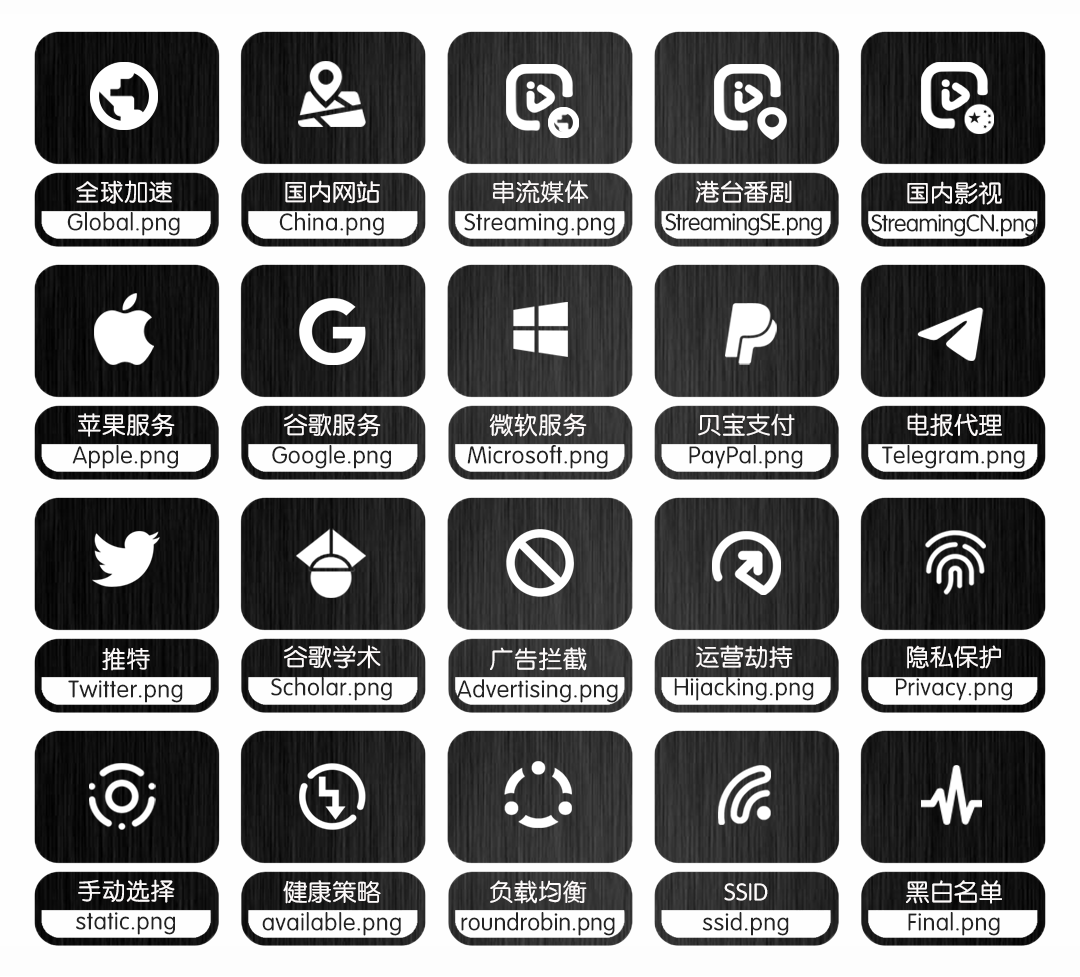 全球加速
Global.png
国内网站
China.png
串流媒体
Streaming.png
港台番剧
StreamingSE.png
国内影视
StreamingCN.png
苹果服务
Apple.png
谷歌服务
Google.png
微软服务
Microsoft.png
贝宝支付
PayPal.png
电报代理
Telegram.png
推特
Twitter.png
谷歌学术
Scholar.png
广告拦截
Advertising.png
运营劫持
Hijacking.png
隐私保护
Privacy.png
手动选择
static.png
健康策略
available.png
负载均衡
roundrobin.png
SSID
ssid.png
黑白名单
Final.png